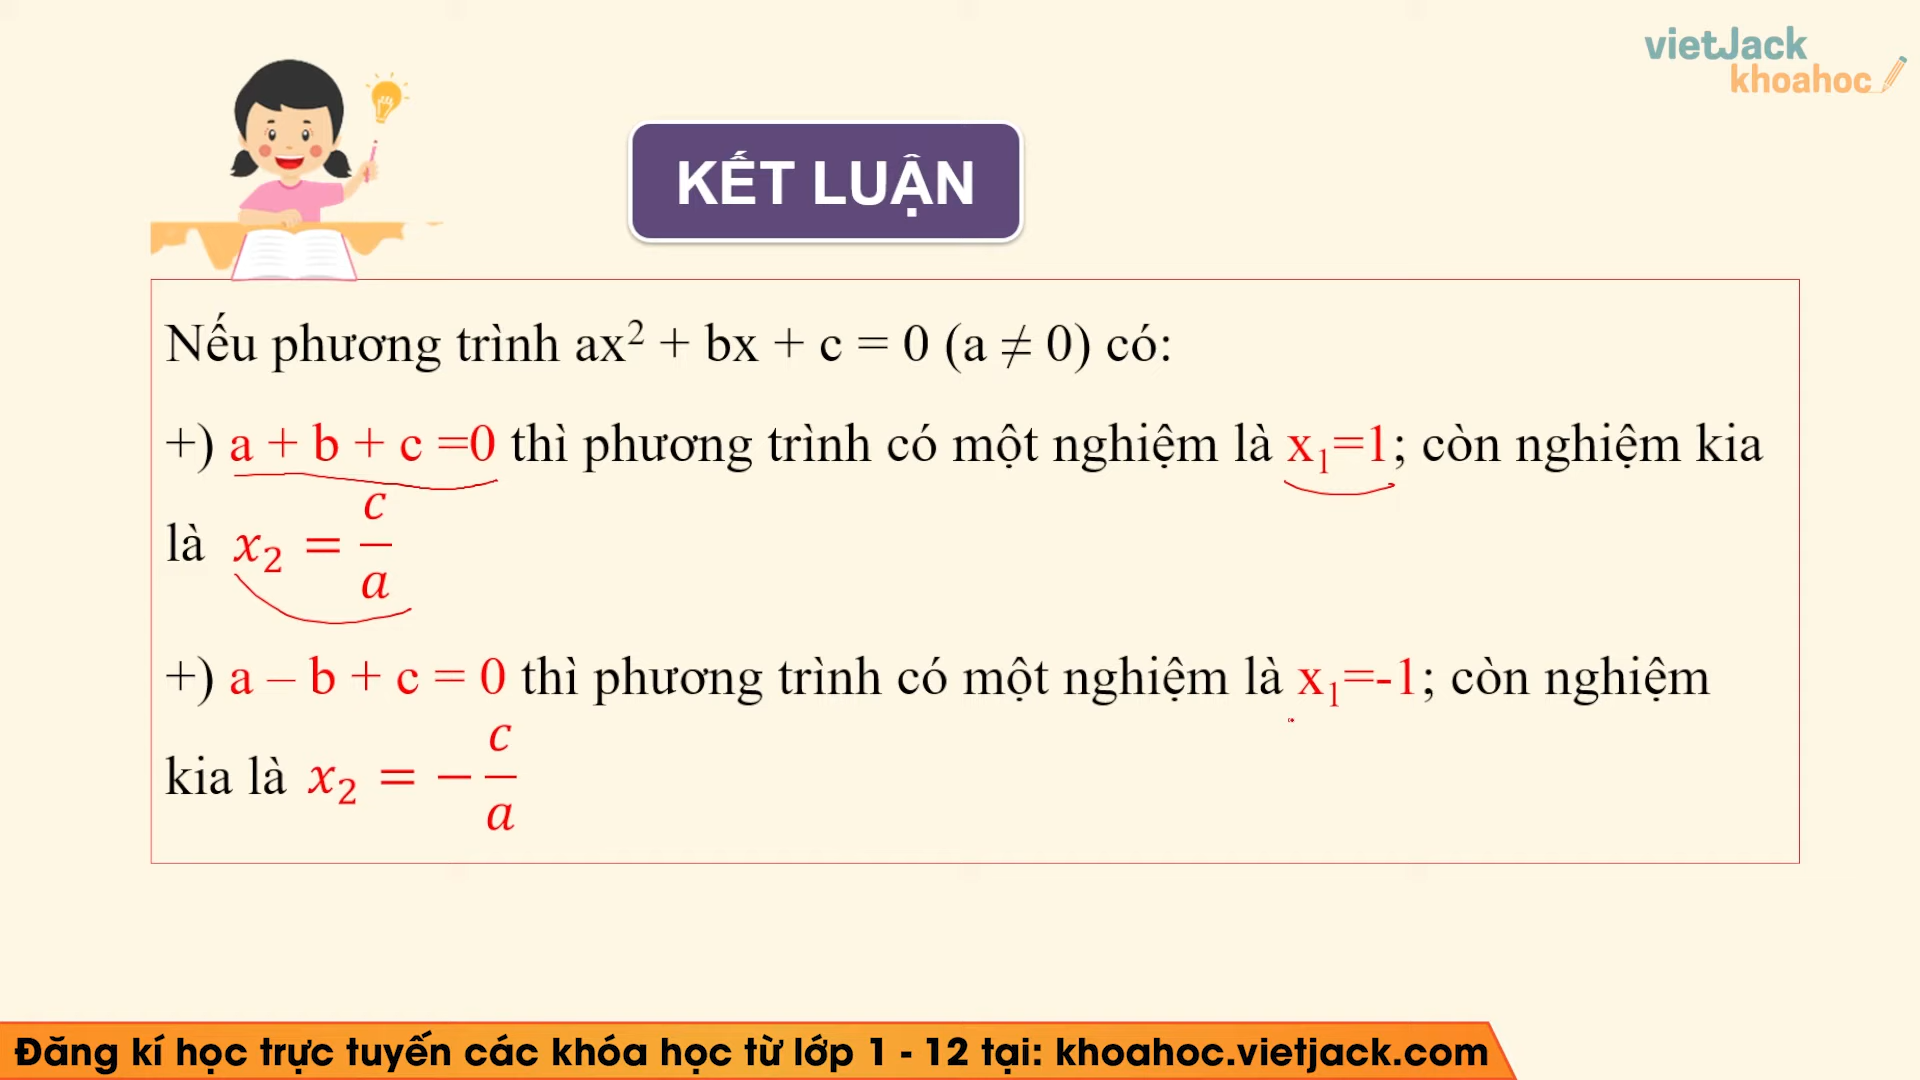 vietJack
khoahoc
KẾT LUẬN
Nếu phương trình ax² + bx + c = 0 (a ≠ 0) có:
+) a + b + c =0 thì phương trình có một nghiệm là x₁=1; còn nghiệm kia
là x₂ = c/a
+) a – b + c = 0 thì phương trình có một nghiệm là x₁=-1; còn nghiệm
kia là x₂ = − c/a
Đăng kí học trực tuyến các khóa học từ lớp 1 - 12 tại: khoahoc.vietjack.com